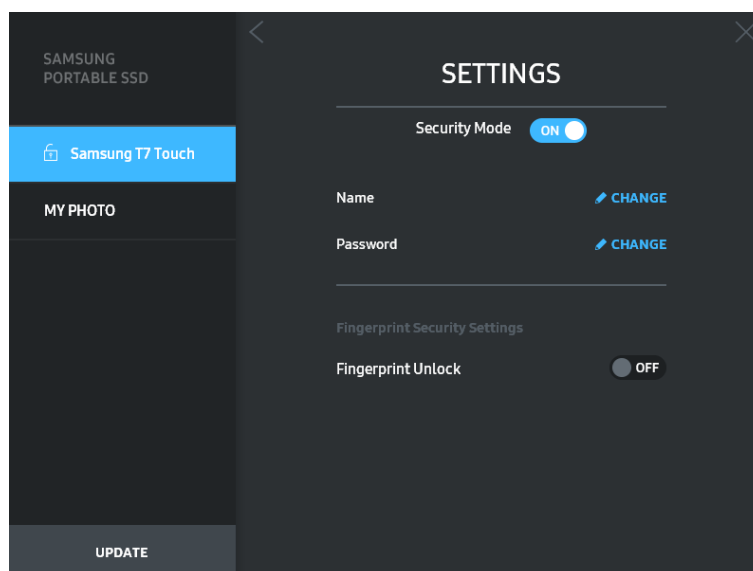 SAMSUNG
PORTABLE SSD
Samsung T7 Touch
MY PHOTO
UPDATE
SETTINGS
Security Mode ON
Name CHANGE
Password CHANGE
Fingerprint Security Settings
Fingerprint Unlock OFF